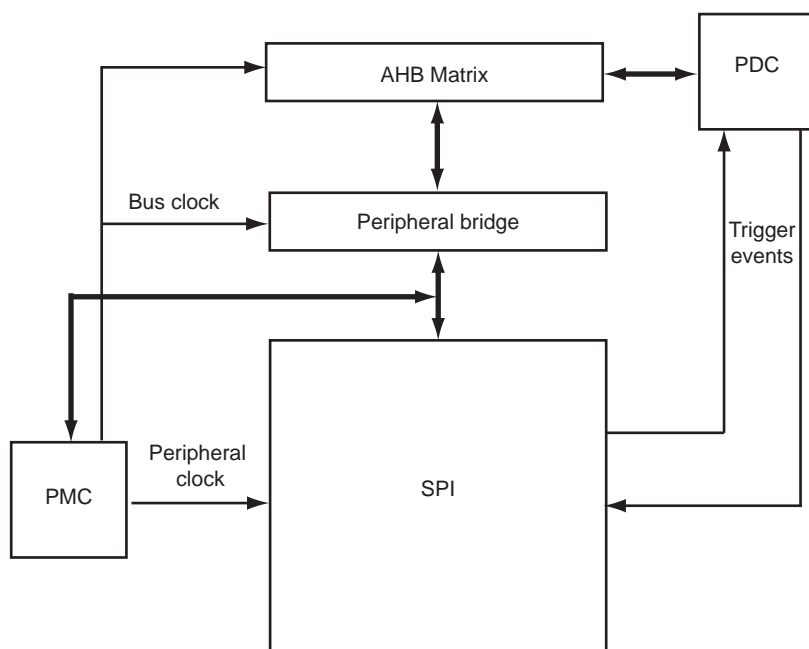 AHB Matrix
PDC
Bus clock
Peripheral bridge
Trigger
events
Peripheral
clock
PMC
SPI